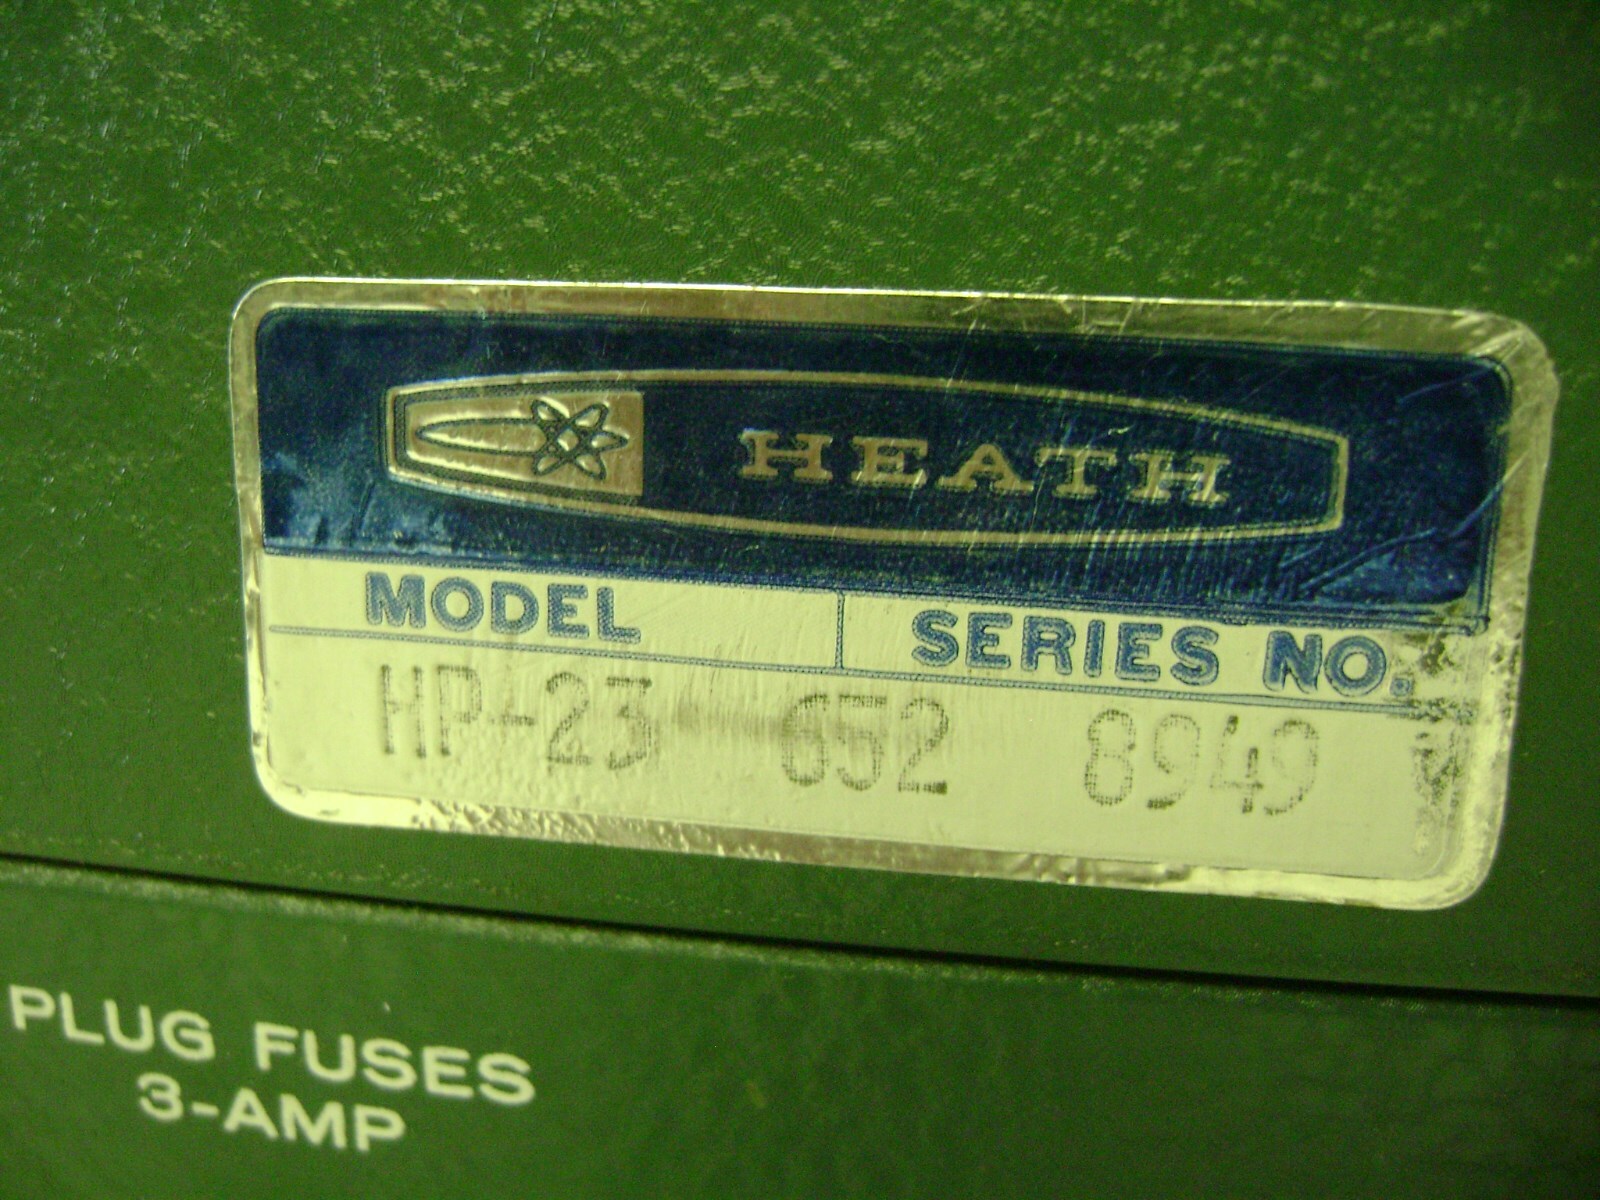 HEATH
MODEL SERIES NO.
HP-23 652 8949
PLUG FUSES
3-AMP